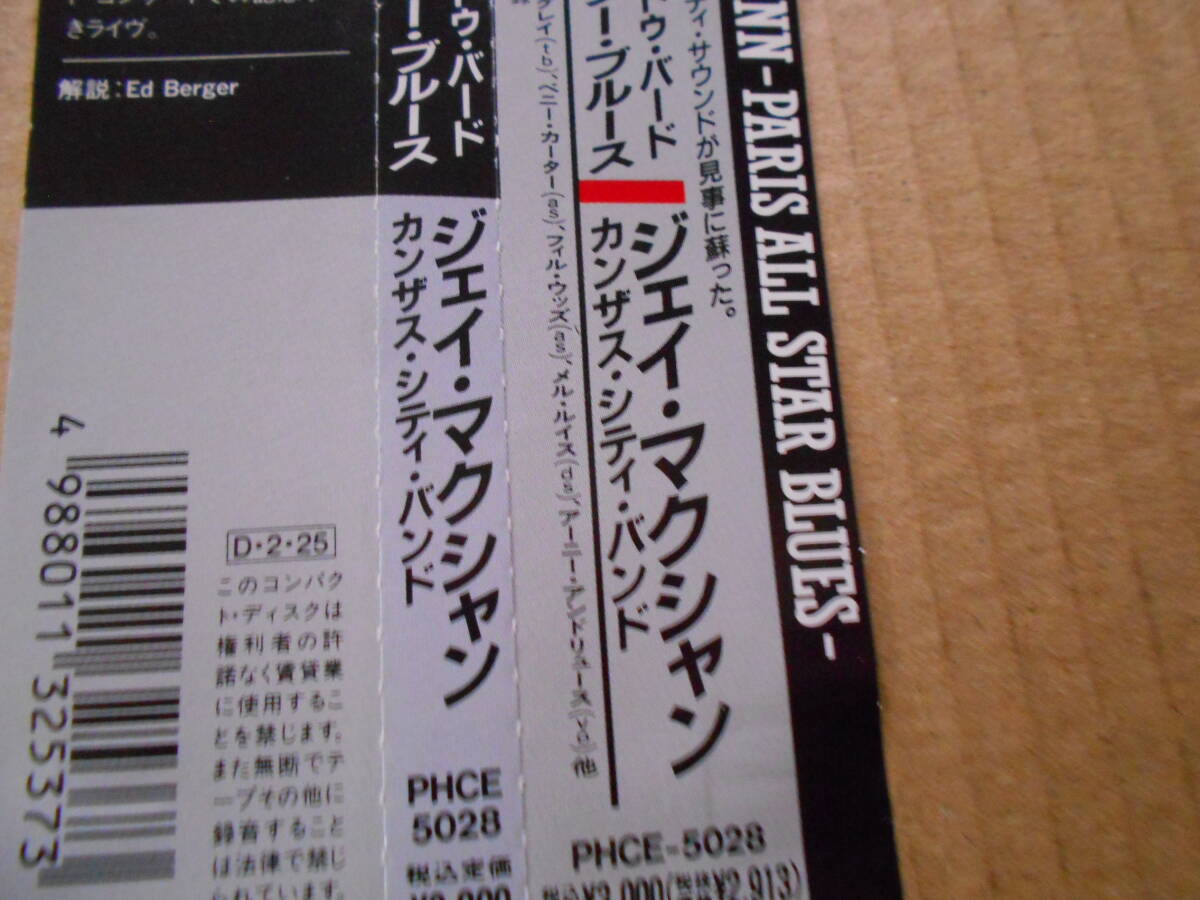 きライヴ。
解説:Ed Berger
4 988011 325373
D・2・25
このコンパク
ト・ディスクは
権利者の許
諾なく賃貸業
に使用するこ
とを禁じます。
また無断でテ
ープその他に
録音すること
は法律で禁じ
られています。
ゥ・バード
ー・ブルース
ジェイ・マクシャン
カンザス・シティ・バンド
PHCE
5028
税込定価
ティ・サウンドが見事に蘇った。
グレイ(tb)、ベニー・カーター(as)、フィル・ウッズ(as)、メル・ルイス(ds)、アーニー・アンドリュース(vo)他
トゥ・バード
ー・ブルース
ジェイ・マクシャン
カンザス・シティ・バンド
PHCE-5028
税込¥3,000(税抜¥2,913)
NN-PARIS ALL STAR BLUES-